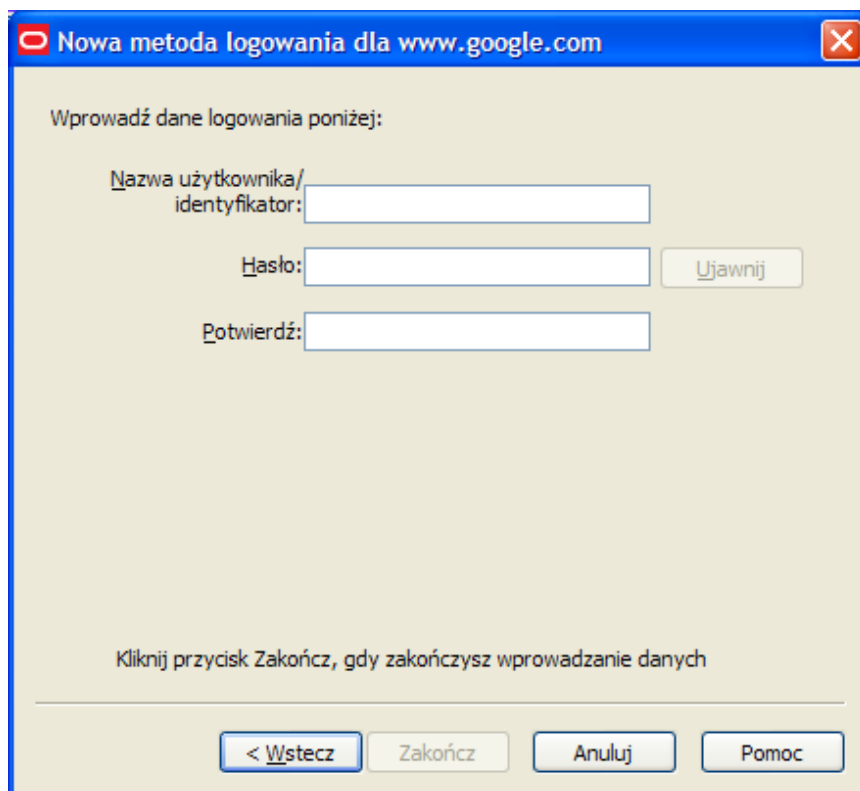 Nowa metoda logowania dla www.google.com
Wprowadź dane logowania poniżej:
Nazwa użytkownika/
identyfikator:
Hasło:
Ujawnij
Potwierdź:
Kliknij przycisk Zakończ, gdy zakończysz wprowadzanie danych
< Wstecz Zakończ Anuluj Pomoc